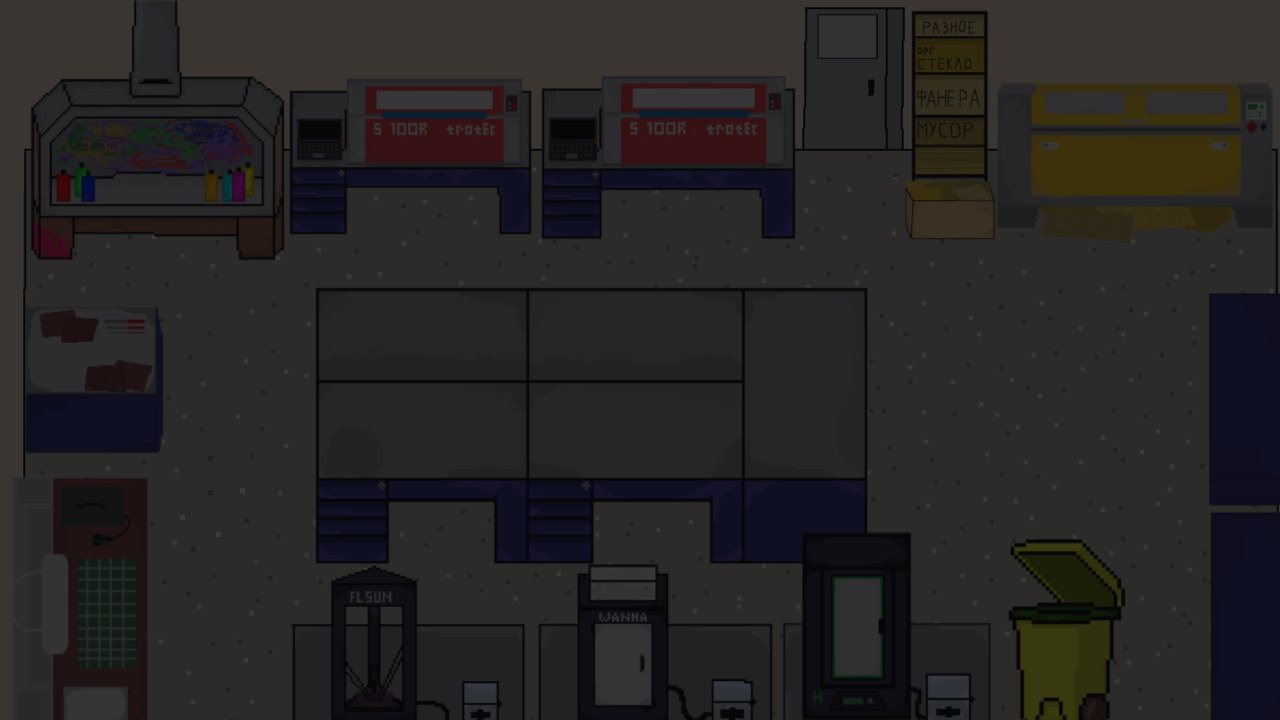 РАЗНОЕ
орг
СТЕКЛО
ФАНЕРА
МУСОР
S 100R trotec
S 100R trotec
FLSUN
WANHA
H